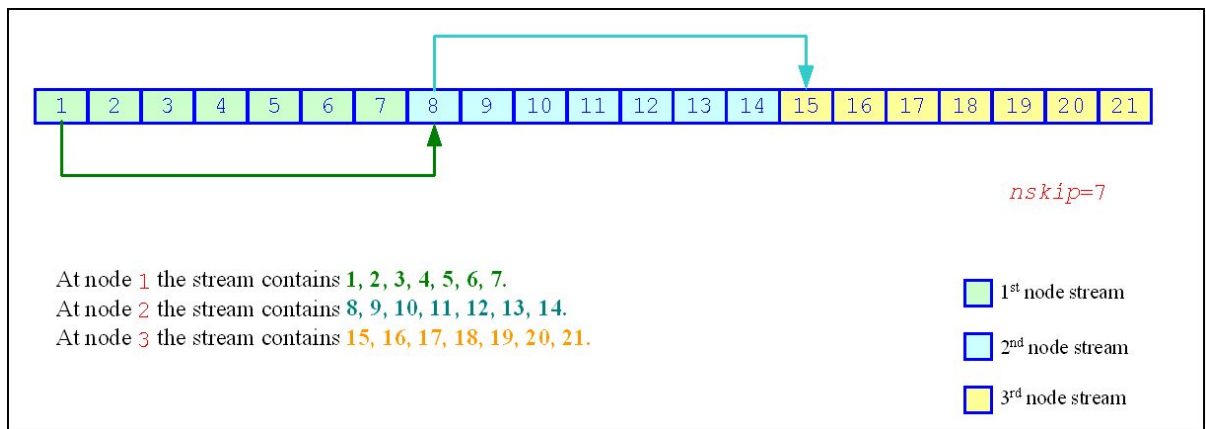 1 2 3 4 5 6 7 8 9 10 11 12 13 14 15 16 17 18 19 20 21
nskip=7
At node 1 the stream contains 1, 2, 3, 4, 5, 6, 7.
At node 2 the stream contains 8, 9, 10, 11, 12, 13, 14.
At node 3 the stream contains 15, 16, 17, 18, 19, 20, 21.
1st node stream
2nd node stream
3rd node stream